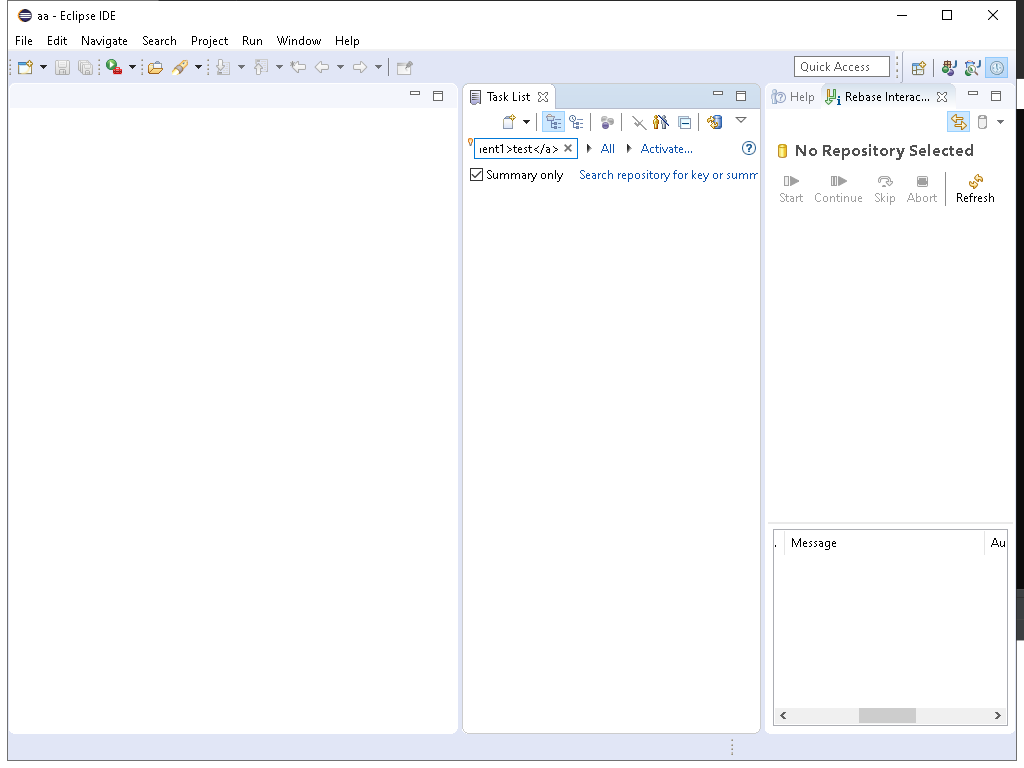 aa - Eclipse IDE
File Edit Navigate Search Project Run Window Help
Quick Access
Task List
Help
Rebase Interac...
ent1>test</a>
All
Activate...
Summary only
Search repository for key or summ
No Repository Selected
Start Continue Skip Abort Refresh
. Message Au